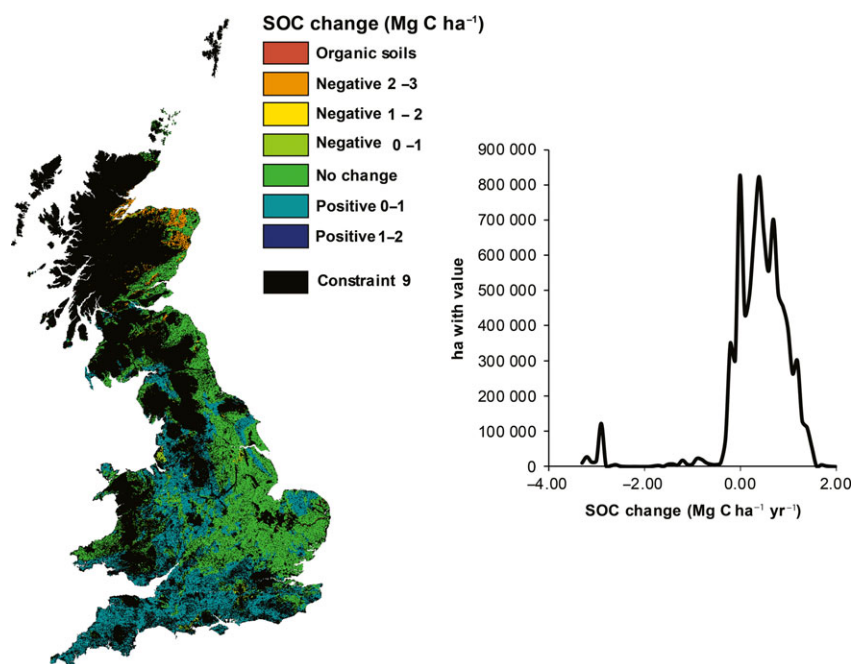 SOC change (Mg C ha⁻¹)
Organic soils
Negative 2 –3
Negative 1 – 2
Negative 0 –1
No change
Positive 0–1
Positive 1–2
Constraint 9
900 000
800 000
700 000
600 000
500 000
400 000
300 000
200 000
100 000
0
ha with value
–4.00
–2.00
0.00
2.00
SOC change (Mg C ha⁻¹ yr⁻¹)